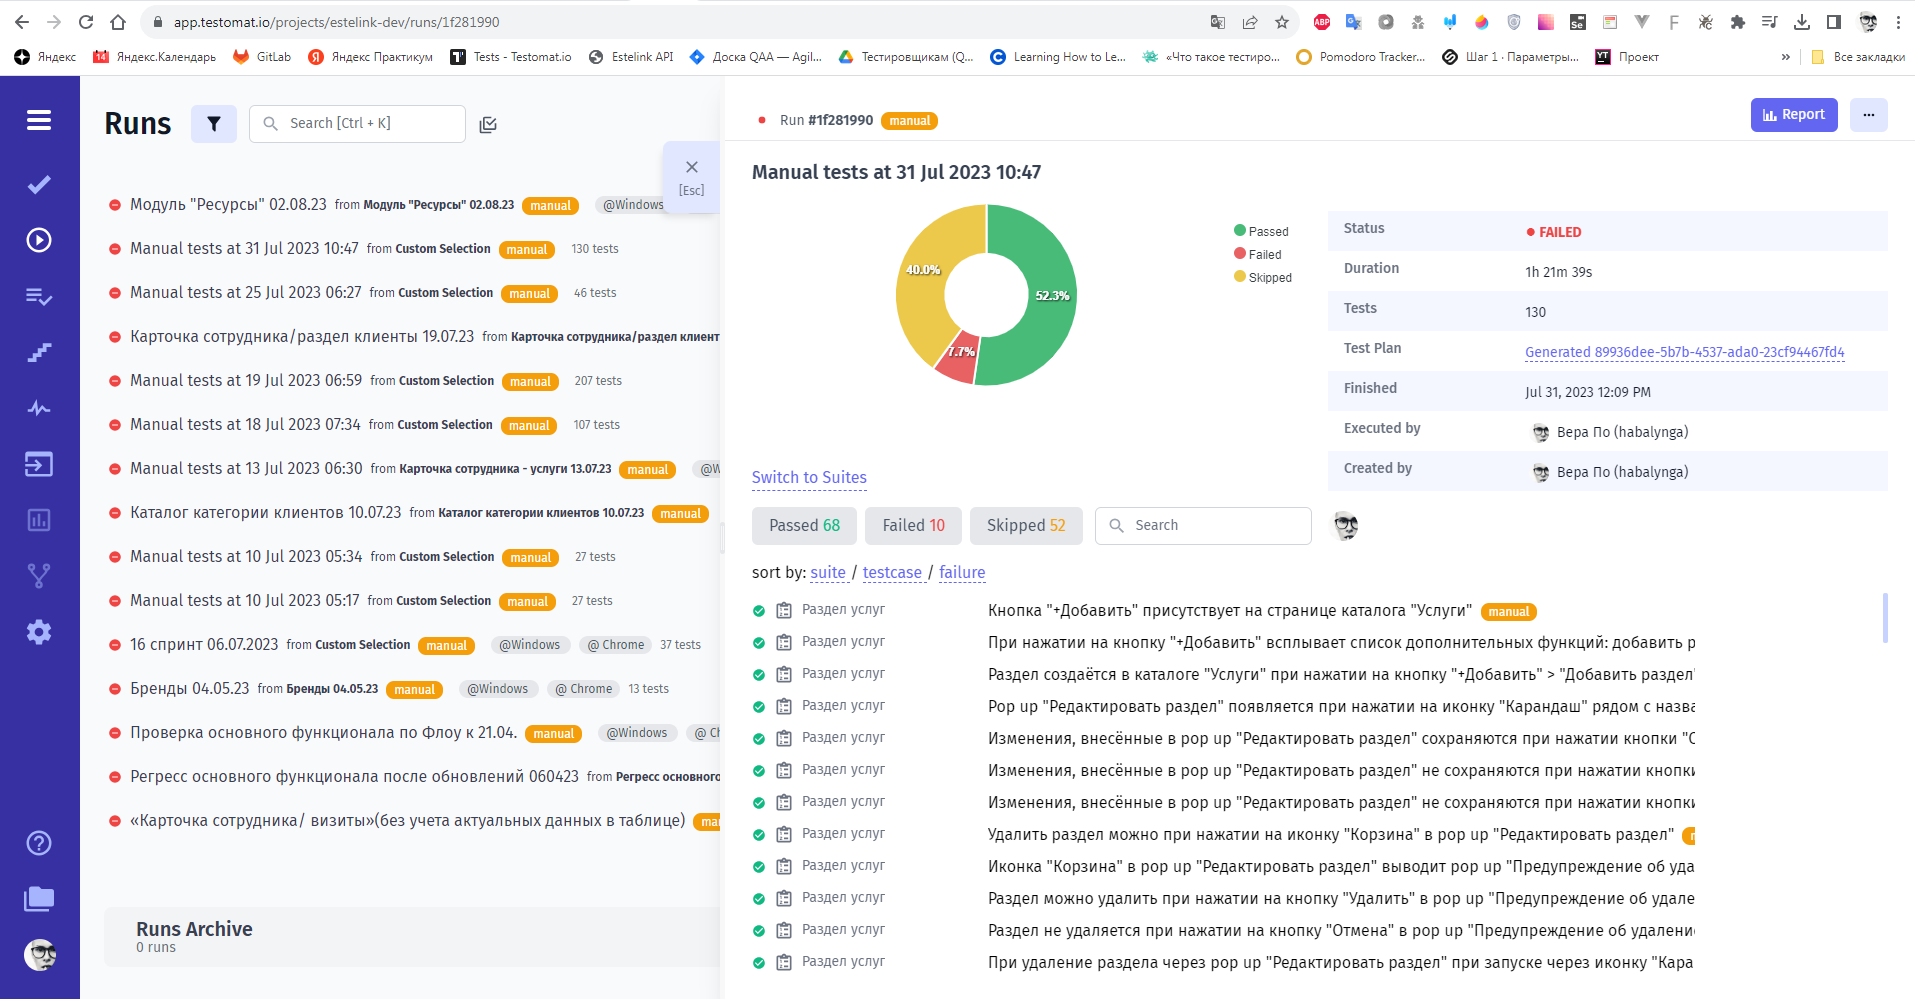 app.testomat.io/projects/estelink-dev/runs/1f281990
Яндекс Яндекс.Календарь GitLab Яндекс Практикум Tests - Testomat.io Estelink API Доска QAA — Agil... Тестировщикам (Q... Learning How to Le... «Что такое тестиро... Pomodoro Tracker... Шаг 1 · Параметры... Проект » Все закладки
Runs
Search [Ctrl + K]
[Esc]
Модуль "Ресурсы" 02.08.23 from Модуль "Ресурсы" 02.08.23 manual @Windows
Manual tests at 31 Jul 2023 10:47 from Custom Selection manual 130 tests
Manual tests at 25 Jul 2023 06:27 from Custom Selection manual 46 tests
Карточка сотрудника/раздел клиенты 19.07.23 from Карточка сотрудника/раздел клиент
Manual tests at 19 Jul 2023 06:59 from Custom Selection manual 207 tests
Manual tests at 18 Jul 2023 07:34 from Custom Selection manual 107 tests
Manual tests at 13 Jul 2023 06:30 from Карточка сотрудника - услуги 13.07.23 manual @W
Каталог категории клиентов 10.07.23 from Каталог категории клиентов 10.07.23 manual
Manual tests at 10 Jul 2023 05:34 from Custom Selection manual 27 tests
Manual tests at 10 Jul 2023 05:17 from Custom Selection manual 27 tests
16 спринт 06.07.2023 from Custom Selection manual @Windows @ Chrome 37 tests
Бренды 04.05.23 from Бренды 04.05.23 manual @Windows @ Chrome 13 tests
Проверка основного функционала по Флоу к 21.04. manual @Windows @ Ch
Регресс основного функционала после обновлений 060423 from Регресс основного
«Карточка сотрудника/ визиты»(без учета актуальных данных в таблице) man
Runs Archive
0 runs
Run #1f281990 manual
Report
Manual tests at 31 Jul 2023 10:47
40.0%
52.3%
7.7%
Passed
Failed
Skipped
Status FAILED
Duration 1h 21m 39s
Tests 130
Test Plan Generated 89936dee-5b7b-4537-ada0-23cf94467fd4
Finished Jul 31, 2023 12:09 PM
Executed by Вера По (habalynga)
Created by Вера По (habalynga)
Switch to Suites
Passed 68 Failed 10 Skipped 52 Search
sort by: suite / testcase / failure
Раздел услуг Кнопка "+Добавить" присутствует на странице каталога "Услуги" manual
Раздел услуг При нажатии на кнопку "+Добавить" всплывает список дополнительных функций: добавить р
Раздел услуг Раздел создаётся в каталоге "Услуги" при нажатии на кнопку "+Добавить" > "Добавить раздел"
Раздел услуг Pop up "Редактировать раздел" появляется при нажатии на иконку "Карандаш" рядом с назва
Раздел услуг Изменения, внесённые в pop up "Редактировать раздел" сохраняются при нажатии кнопки "С
Раздел услуг Изменения, внесённые в pop up "Редактировать раздел" не сохраняются при нажатии кнопки
Раздел услуг Изменения, внесённые в pop up "Редактировать раздел" не сохраняются при нажатии кнопки
Раздел услуг Удалить раздел можно при нажатии на иконку "Корзина" в pop up "Редактировать раздел"
Раздел услуг Иконка "Корзина" в pop up "Редактировать раздел" выводит pop up "Предупреждение об уда
Раздел услуг Раздел можно удалить при нажатии на кнопку "Удалить" в pop up "Предупреждение об удале
Раздел услуг Раздел не удаляется при нажатии на кнопку "Отмена" в pop up "Предупреждение об удалени
Раздел услуг При удаление раздела через pop up "Редактировать раздел" при запуске через иконку "Кара